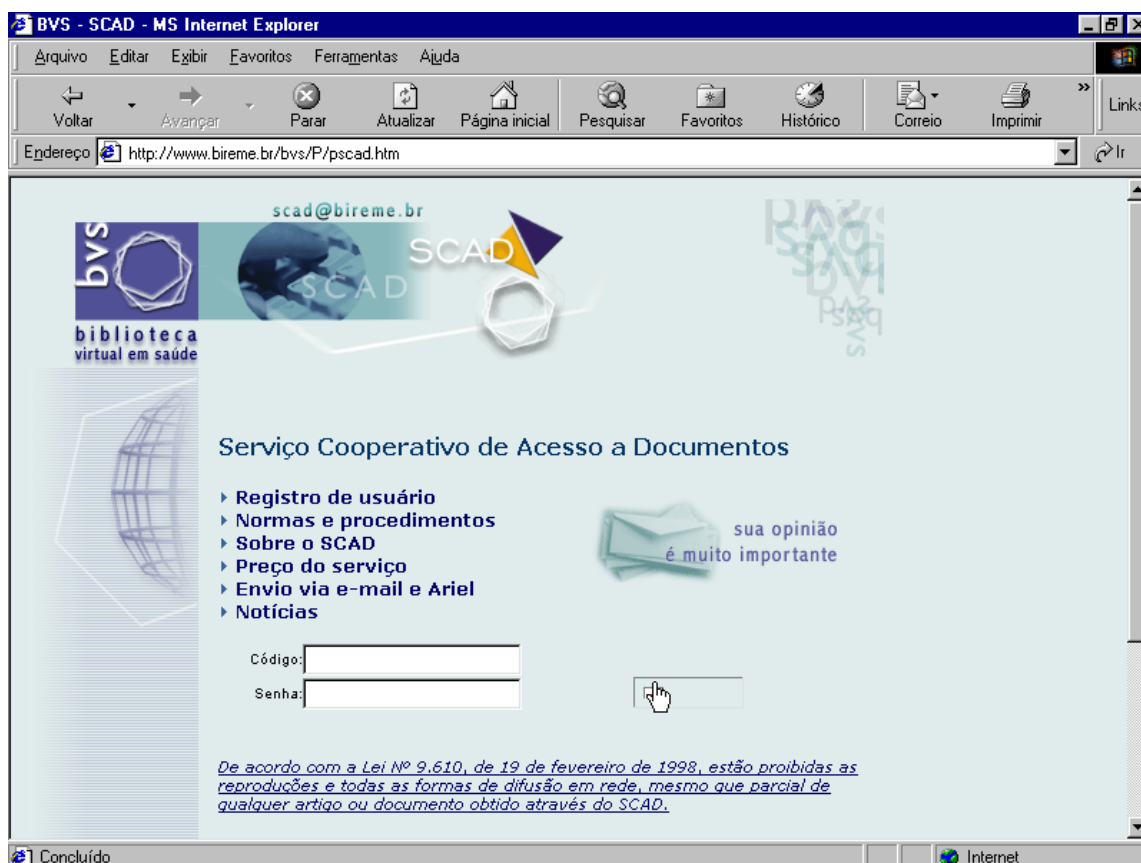 BVS - SCAD - MS Internet Explorer
Arquivo Editar Exibir Favoritos Ferramentas Ajuda
Voltar Avançar Parar Atualizar Página inicial Pesquisar Favoritos Histórico Correio Imprimir » Links
Endereço http://www.bireme.br/bvs/P/pscad.htm Ir
scad@bireme.br
bvs
SCAD
SCAD
biblioteca
virtual em saúde
Serviço Cooperativo de Acesso a Documentos
Registro de usuário
Normas e procedimentos
Sobre o SCAD
Preço do serviço
Envio via e-mail e Ariel
Notícias
sua opinião
é muito importante
Código:
Senha:
De acordo com a Lei Nº 9.610, de 19 de fevereiro de 1998, estão proibidas as
reproduções e todas as formas de difusão em rede, mesmo que parcial de
qualquer artigo ou documento obtido através do SCAD.
Concluído Internet